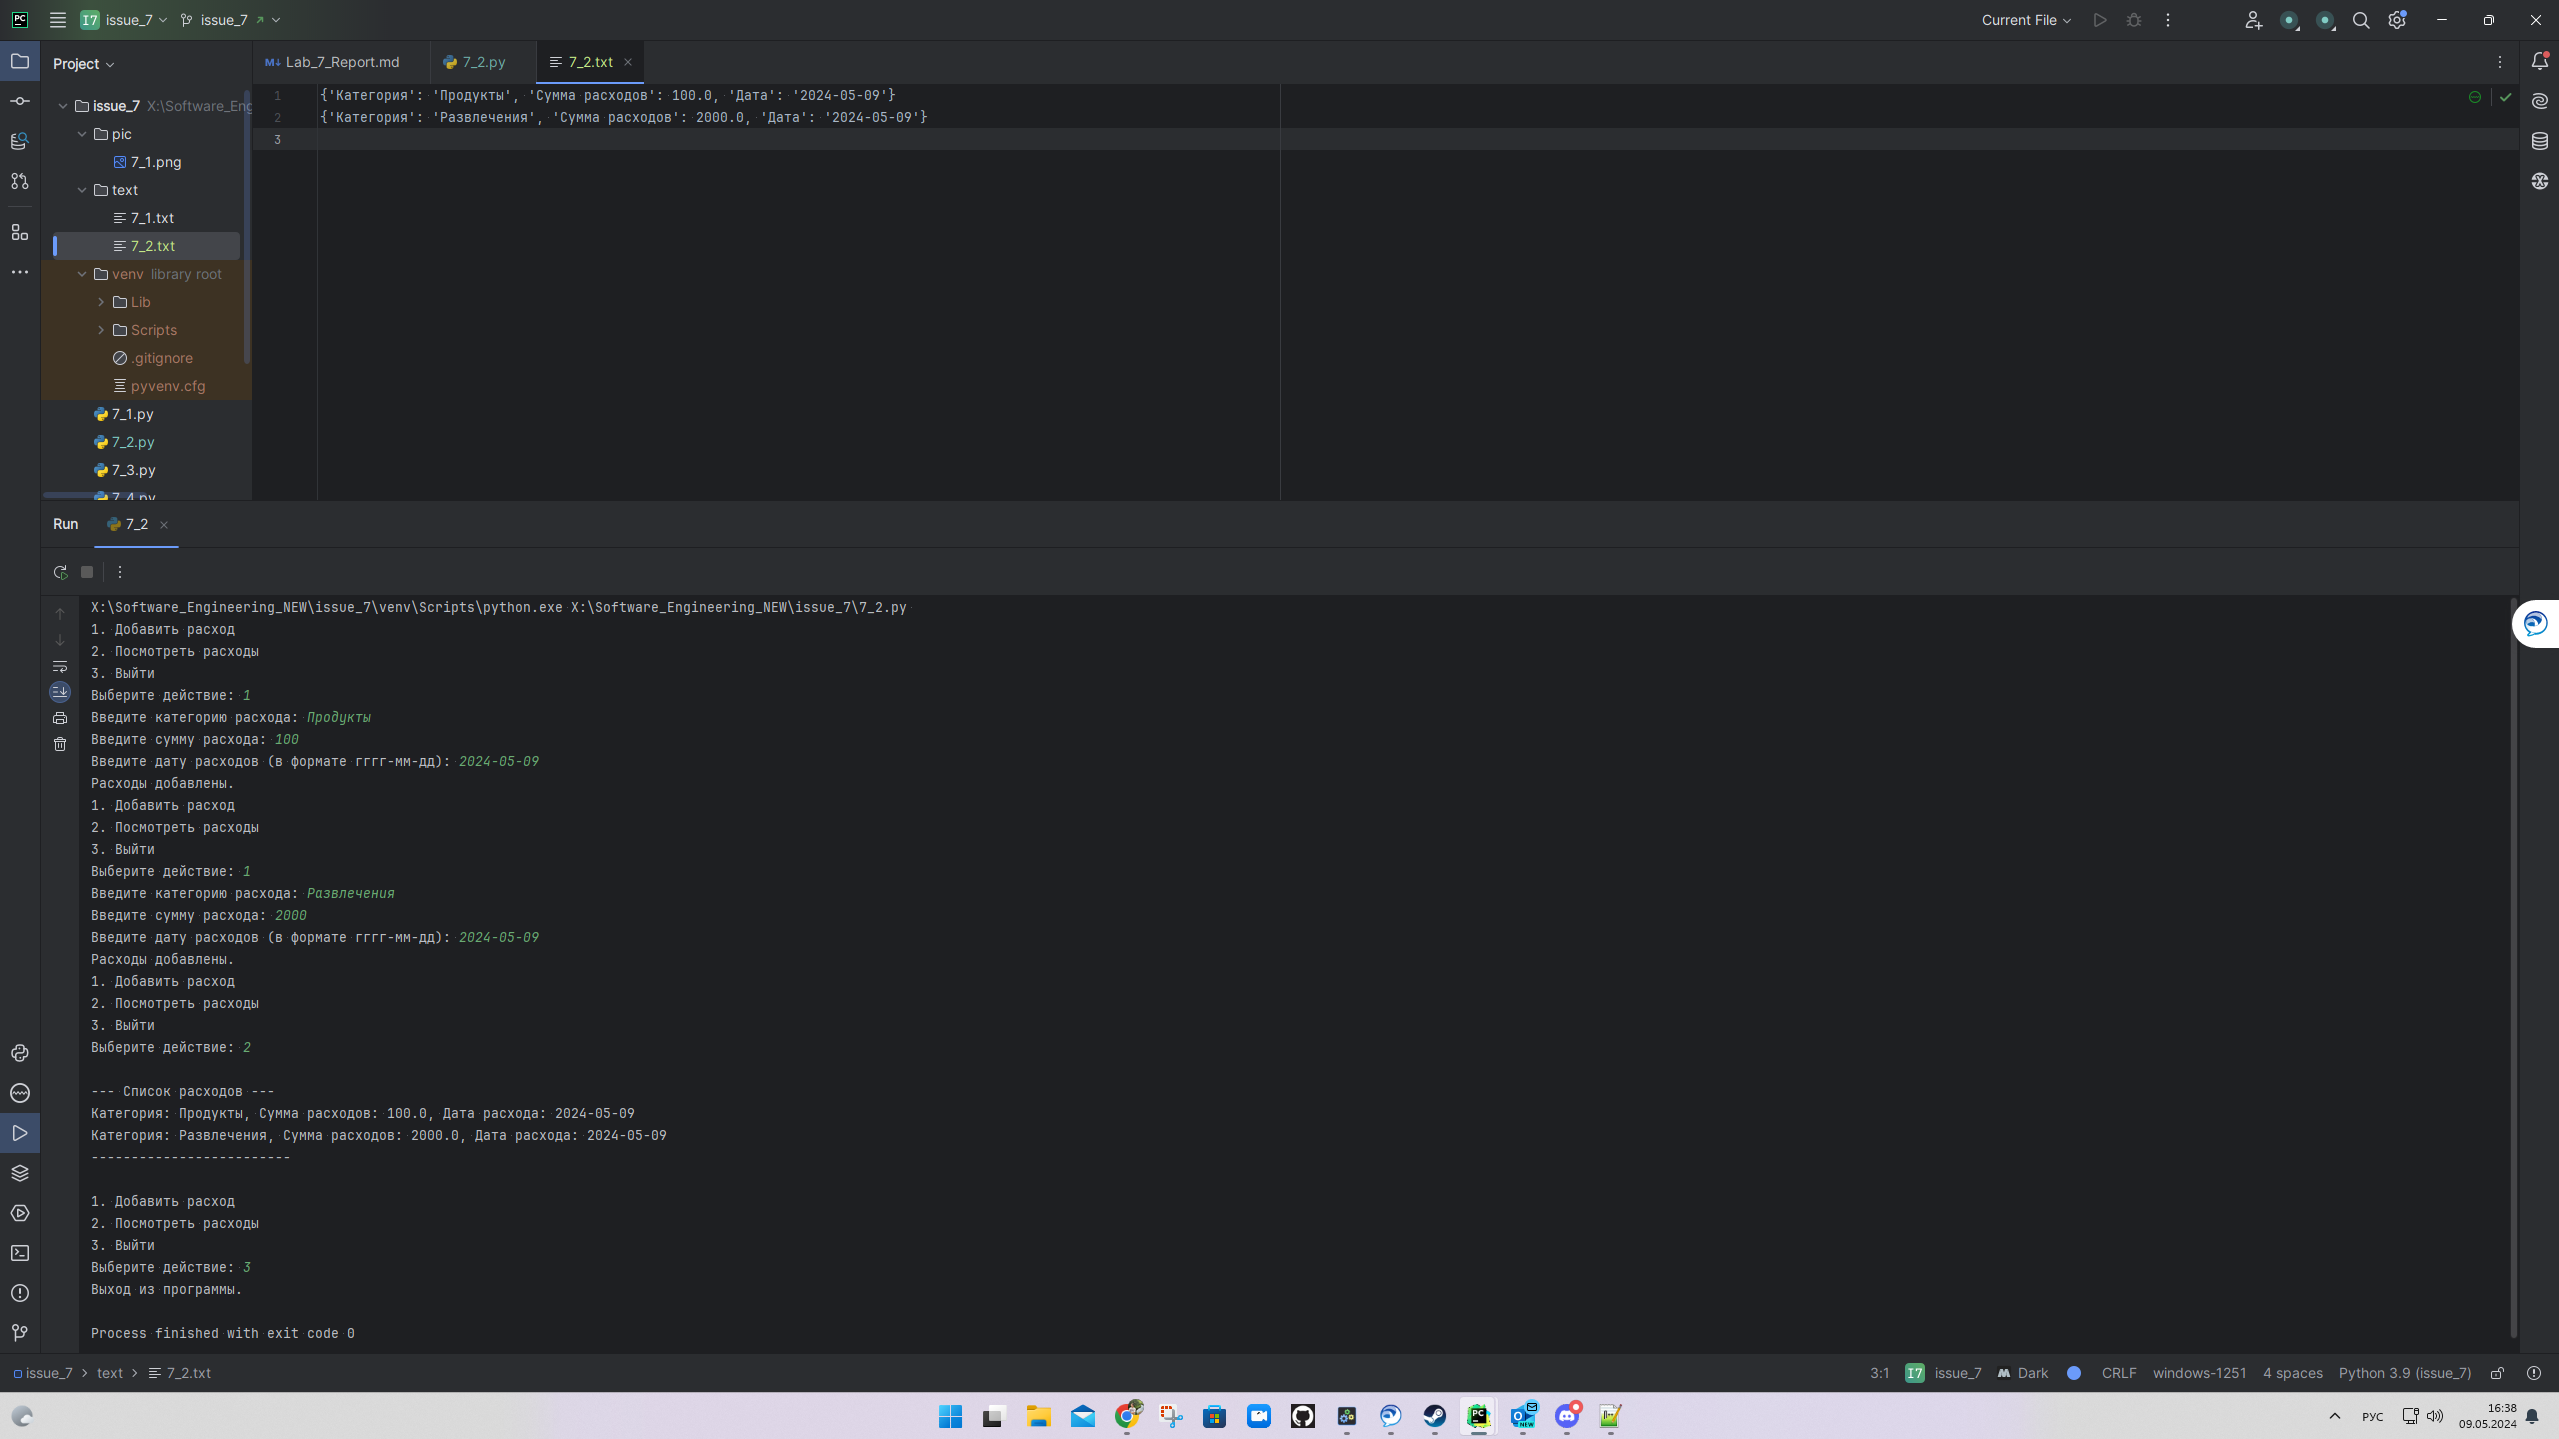 PC I7 issue_7 issue_7 Current File
Project
Lab_7_Report.md 7_2.py 7_2.txt
issue_7 X:\Software_Eng
pic
7_1.png
text
7_1.txt
7_2.txt
venv library root
Lib
Scripts
.gitignore
pyvenv.cfg
7_1.py
7_2.py
7_3.py
7_4.py
1 {'Категория': 'Продукты', 'Сумма расходов': 100.0, 'Дата': '2024-05-09'}
2 {'Категория': 'Развлечения', 'Сумма расходов': 2000.0, 'Дата': '2024-05-09'}
3
Run 7_2
X:\Software_Engineering_NEW\issue_7\venv\Scripts\python.exe X:\Software_Engineering_NEW\issue_7\7_2.py
1. Добавить расход
2. Посмотреть расходы
3. Выйти
Выберите действие: 1
Введите категорию расхода: Продукты
Введите сумму расхода: 100
Введите дату расходов (в формате гггг-мм-дд): 2024-05-09
Расходы добавлены.
1. Добавить расход
2. Посмотреть расходы
3. Выйти
Выберите действие: 1
Введите категорию расхода: Развлечения
Введите сумму расхода: 2000
Введите дату расходов (в формате гггг-мм-дд): 2024-05-09
Расходы добавлены.
1. Добавить расход
2. Посмотреть расходы
3. Выйти
Выберите действие: 2
--- Список расходов ---
Категория: Продукты, Сумма расходов: 100.0, Дата расхода: 2024-05-09
Категория: Развлечения, Сумма расходов: 2000.0, Дата расхода: 2024-05-09
-------------------------
1. Добавить расход
2. Посмотреть расходы
3. Выйти
Выберите действие: 3
Выход из программы.
Process finished with exit code 0
issue_7 > text > 7_2.txt 3:1 I7 issue_7 Dark CRLF windows-1251 4 spaces Python 3.9 (issue_7)
РУС 16:38
09.05.2024